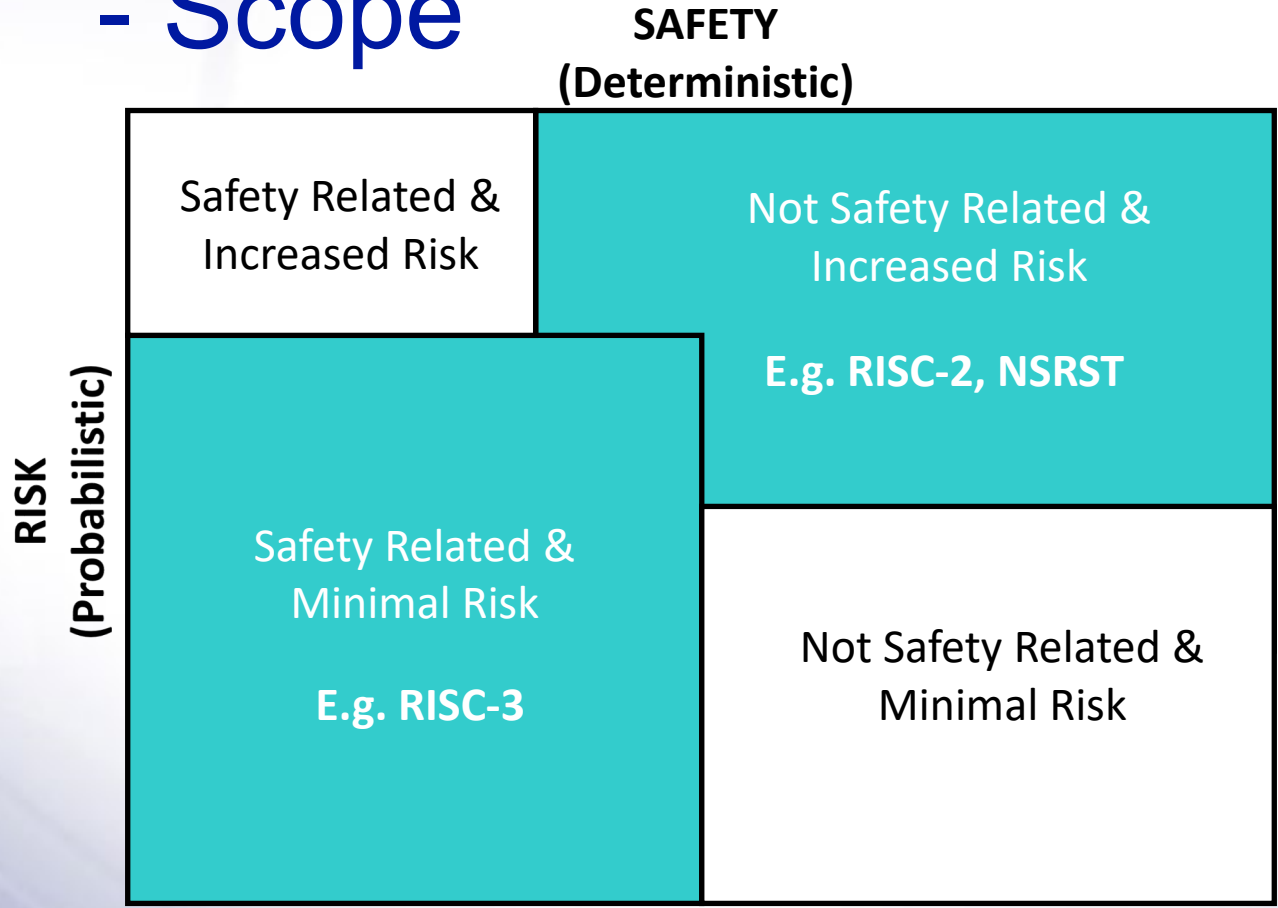 - Scope
SAFETY
(Deterministic)
Safety Related &
Increased Risk
Not Safety Related &
Increased Risk
E.g. RISC-2, NSRST
RISK
(Probabilistic)
Safety Related &
Minimal Risk
E.g. RISC-3
Not Safety Related &
Minimal Risk